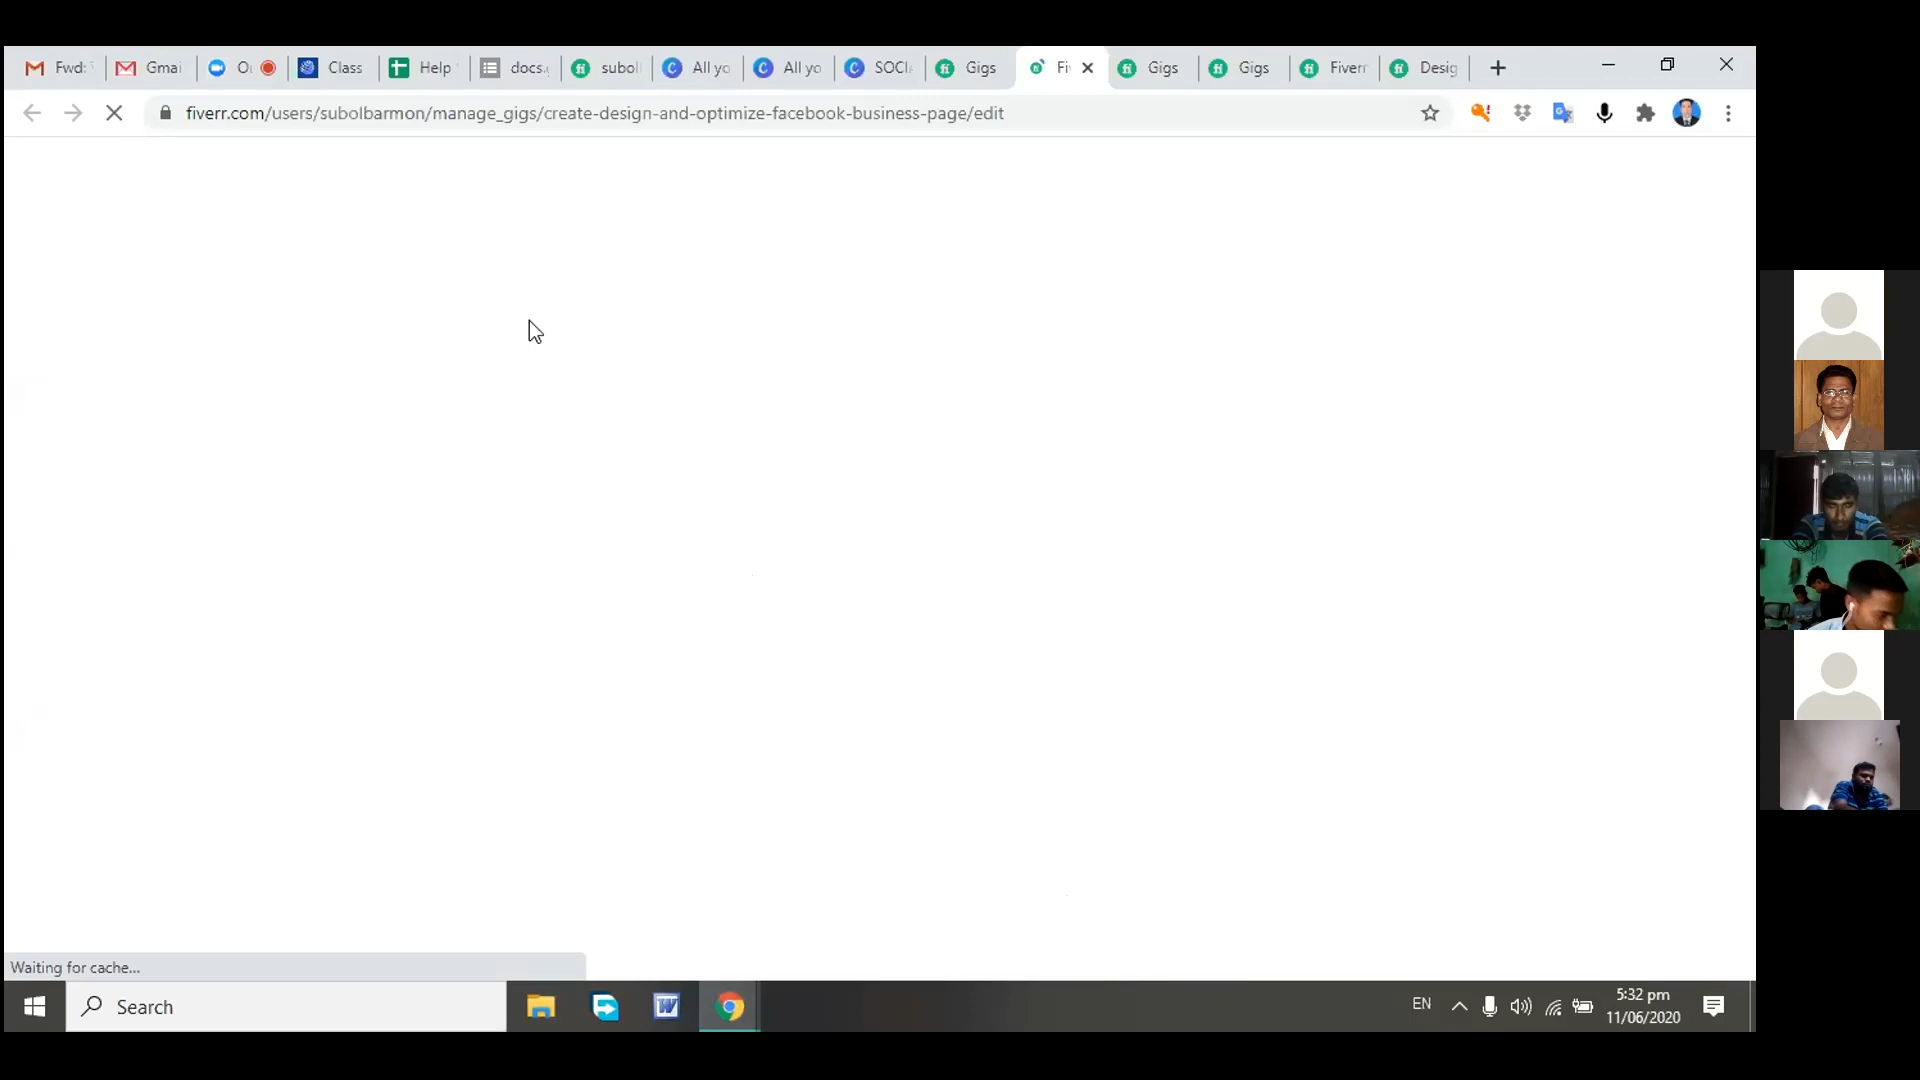 Fwd:
Gmai
O
Class
Help
docs.
subol
All yo
All yo
SOCI
Gigs
Fi
Gigs
Gigs
Fiverr
Desig
fiverr.com/users/subolbarmon/manage_gigs/create-design-and-optimize-facebook-business-page/edit
Waiting for cache...
Search
EN
5:32 pm
11/06/2020